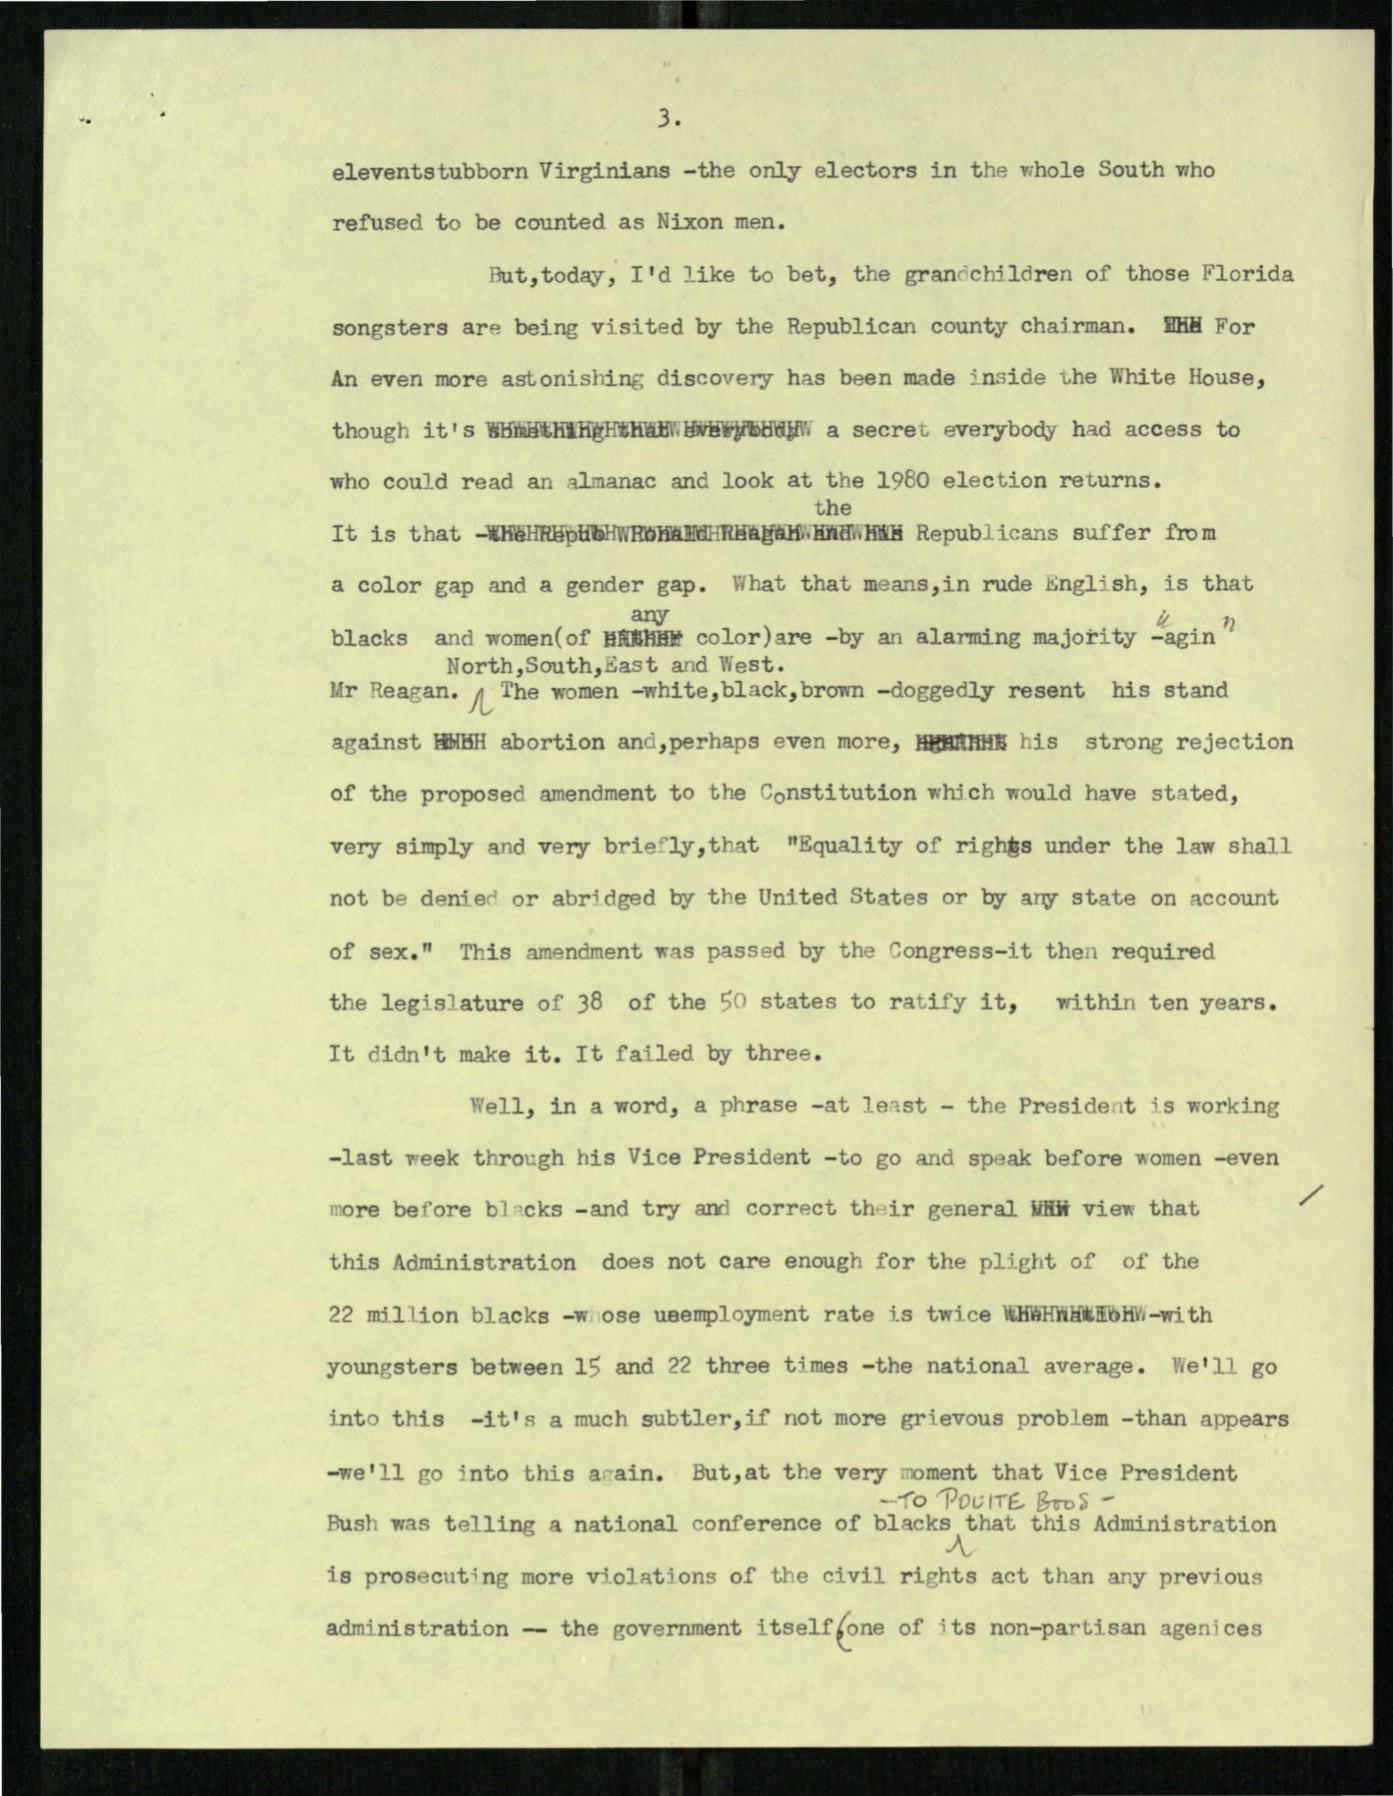 3.
eleventstubborn Virginians -the only electors in the whole South who
refused to be counted as Nixon men.
But,today, I'd like to bet, the grandchildren of those Florida
songsters are being visited by the Republican county chairman. For
An even more astonishing discovery has been made inside the White House,
though it's something that everybody a secret everybody had access to
who could read an almanac and look at the 1980 election returns.
the
It is that -the Repub Ronald Reagan and his Republicans suffer from
a color gap and a gender gap. What that means,in rude English, is that
any
blacks and women(of either color)are -by an alarming majority -agin "
North,South,East and West.
Mr Reagan. The women -white,black,brown -doggedly resent his stand
against abortion and,perhaps even more, his strong rejection
of the proposed amendment to the Constitution which would have stated,
very simply and very briefly,that "Equality of rights under the law shall
not be denied or abridged by the United States or by any state on account
of sex." This amendment was passed by the Congress-it then required
the legislature of 38 of the 50 states to ratify it, within ten years.
It didn't make it. It failed by three.
Well, in a word, a phrase -at least - the President is working
-last week through his Vice President -to go and speak before women -even
more before blacks -and try and correct their general view that
this Administration does not care enough for the plight of of the
22 million blacks -whose ueemployment rate is twice -with
youngsters between 15 and 22 three times -the national average. We'll go
into this -it's a much subtler,if not more grievous problem -than appears
-we'll go into this again. But,at the very moment that Vice President
-TO POLITE BOOS-
Bush was telling a national conference of blacks that this Administration
is prosecuting more violations of the civil rights act than any previous
administration -- the government itself(one of its non-partisan agenices